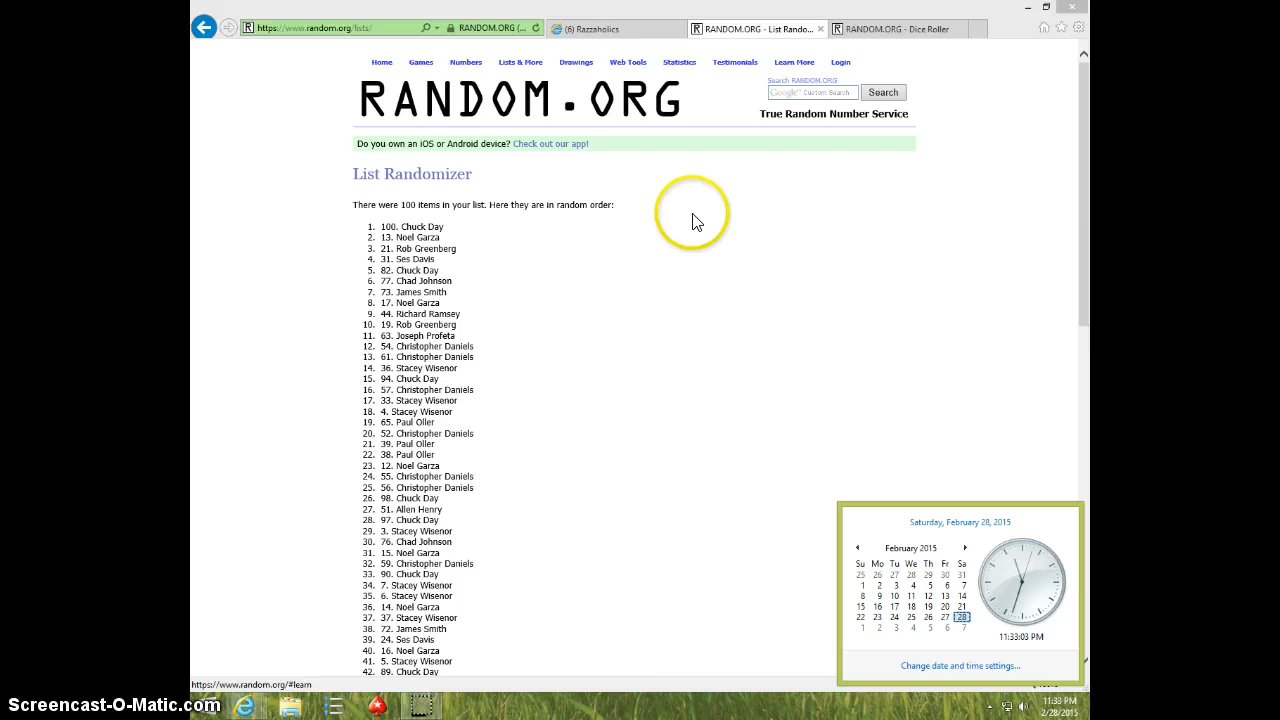 https://www.random.org/lists/
RANDOM.ORG (...
(6) Razzaholics
RANDOM.ORG - List Rando...
RANDOM.ORG - Dice Roller
Home Games Numbers Lists & More Drawings Web Tools Statistics Testimonials Learn More Login
RANDOM.ORG
Search RANDOM.ORG
Google Custom Search
Search
True Random Number Service
Do you own an iOS or Android device? Check out our app!
List Randomizer
There were 100 items in your list. Here they are in random order:
1. 100. Chuck Day
2. 13. Noel Garza
3. 21. Rob Greenberg
4. 31. Ses Davis
5. 82. Chuck Day
6. 77. Chad Johnson
7. 73. James Smith
8. 17. Noel Garza
9. 44. Richard Ramsey
10. 19. Rob Greenberg
11. 63. Joseph Profeta
12. 54. Christopher Daniels
13. 61. Christopher Daniels
14. 36. Stacey Wisenor
15. 94. Chuck Day
16. 57. Christopher Daniels
17. 33. Stacey Wisenor
18. 4. Stacey Wisenor
19. 65. Paul Oller
20. 52. Christopher Daniels
21. 39. Paul Oller
22. 38. Paul Oller
23. 12. Noel Garza
24. 55. Christopher Daniels
25. 56. Christopher Daniels
26. 98. Chuck Day
27. 51. Allen Henry
28. 97. Chuck Day
29. 3. Stacey Wisenor
30. 76. Chad Johnson
31. 15. Noel Garza
32. 59. Christopher Daniels
33. 90. Chuck Day
34. 7. Stacey Wisenor
35. 6. Stacey Wisenor
36. 14. Noel Garza
37. 37. Stacey Wisenor
38. 72. James Smith
39. 24. Ses Davis
40. 16. Noel Garza
41. 5. Stacey Wisenor
42. 89. Chuck Day
https://www.random.org/#learn
Saturday, February 28, 2015
February 2015
Su Mo Tu We Th Fr Sa
25 26 27 28 29 30 31
1 2 3 4 5 6 7
8 9 10 11 12 13 14
15 16 17 18 19 20 21
22 23 24 25 26 27 28
1 2 3 4 5 6 7
11:33:03 PM
Change date and time settings...
11:33 PM
2/28/2015
Screencast-O-Matic.com